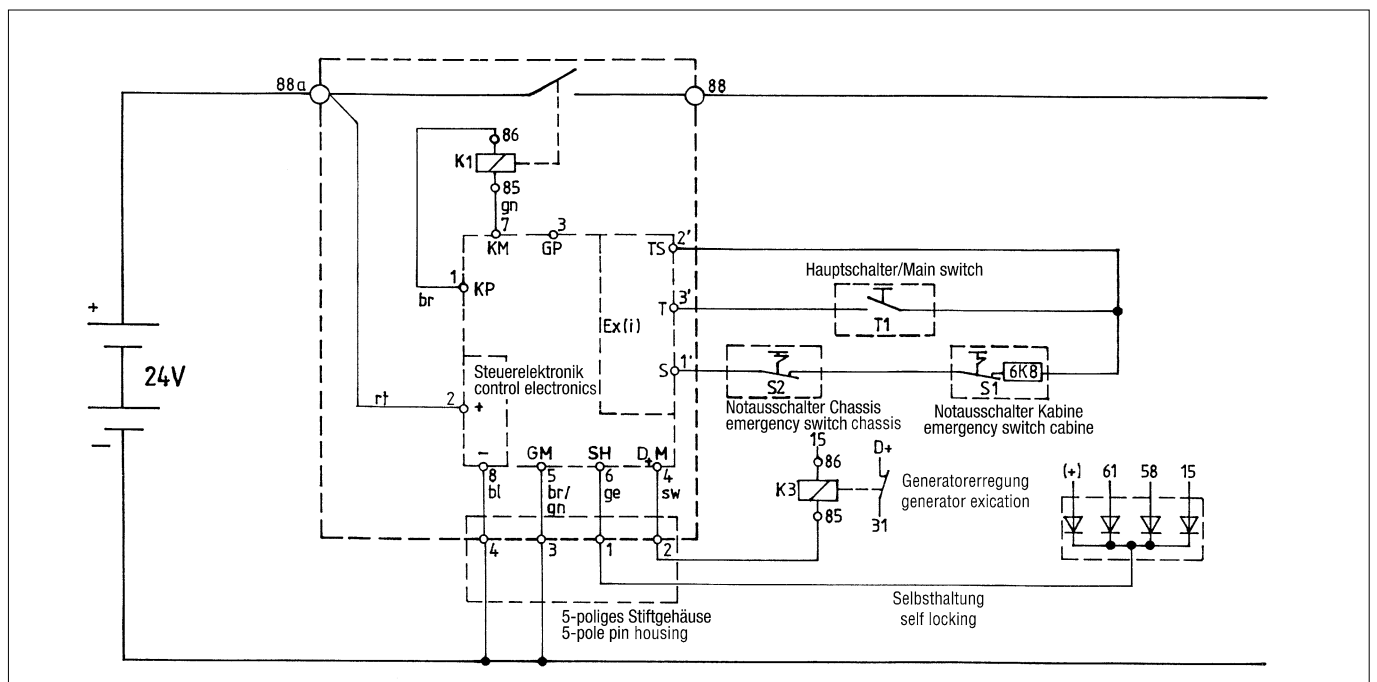 88a
88
86
K1
85
gn
7
3
KM
GP
TS
2'
Hauptschalter/Main switch
1
KP
br
T
3'
T1
Ex(i)
+
24V
−
Steuerelektronik
control electronics
S
1'
S2
S1
6K8
rt
2
+
Notausschalter Chassis
emergency switch chassis
Notausschalter Kabine
emergency switch cabine
−
GM
SH
D+
M
8
5
6
4
bl
br/
gn
ge
sw
15
86
K3
85
D+
31
Generatorerregung
generator exication
(+)
61
58
15
4
3
1
2
Selbsthaltung
self locking
5-poliges Stiftgehäuse
5-pole pin housing